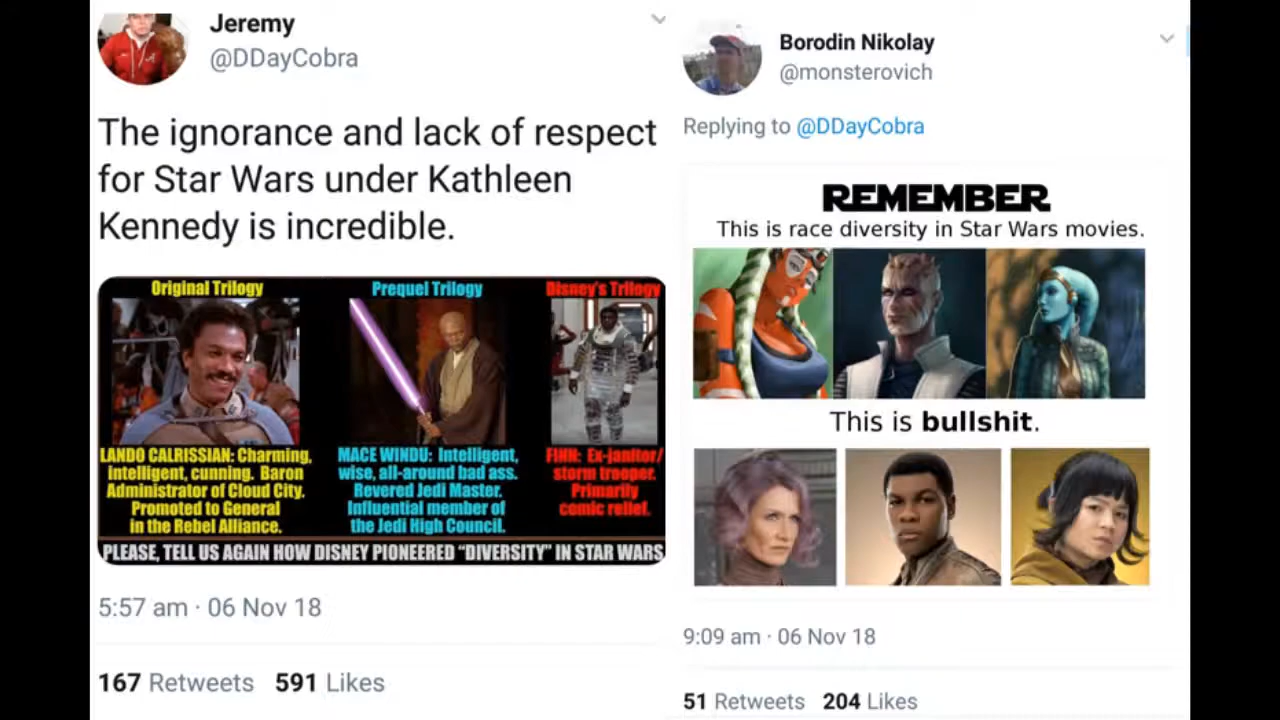 Jeremy
@DDayCobra
The ignorance and lack of respect
for Star Wars under Kathleen
Kennedy is incredible.
Original Trilogy
Prequel Trilogy
Disney's Trilogy
LANDO CALRISSIAN: Charming,
intelligent, cunning. Baron
Administrator of Cloud City.
Promoted to General
in the Rebel Alliance.
MACE WINDU: Intelligent,
wise, all-around bad ass.
Revered Jedi Master.
Influential member of
the Jedi High Council.
FINN: Ex-janitor/
storm trooper.
Primarily
comic relief.
PLEASE, TELL US AGAIN HOW DISNEY PIONEERED "DIVERSITY" IN STAR WARS
5:57 am · 06 Nov 18
167 Retweets 591 Likes
Borodin Nikolay
@monsterovich
Replying to @DDayCobra
REMEMBER
This is race diversity in Star Wars movies.
This is bullshit.
9:09 am · 06 Nov 18
51 Retweets 204 Likes